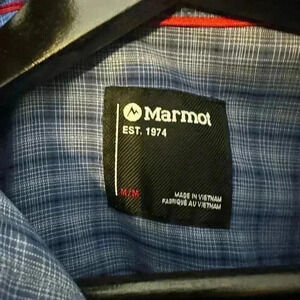 Marmot
EST. 1974
M/M
MADE IN VIETNAM
FABRIQUÉ AU VIETNAM